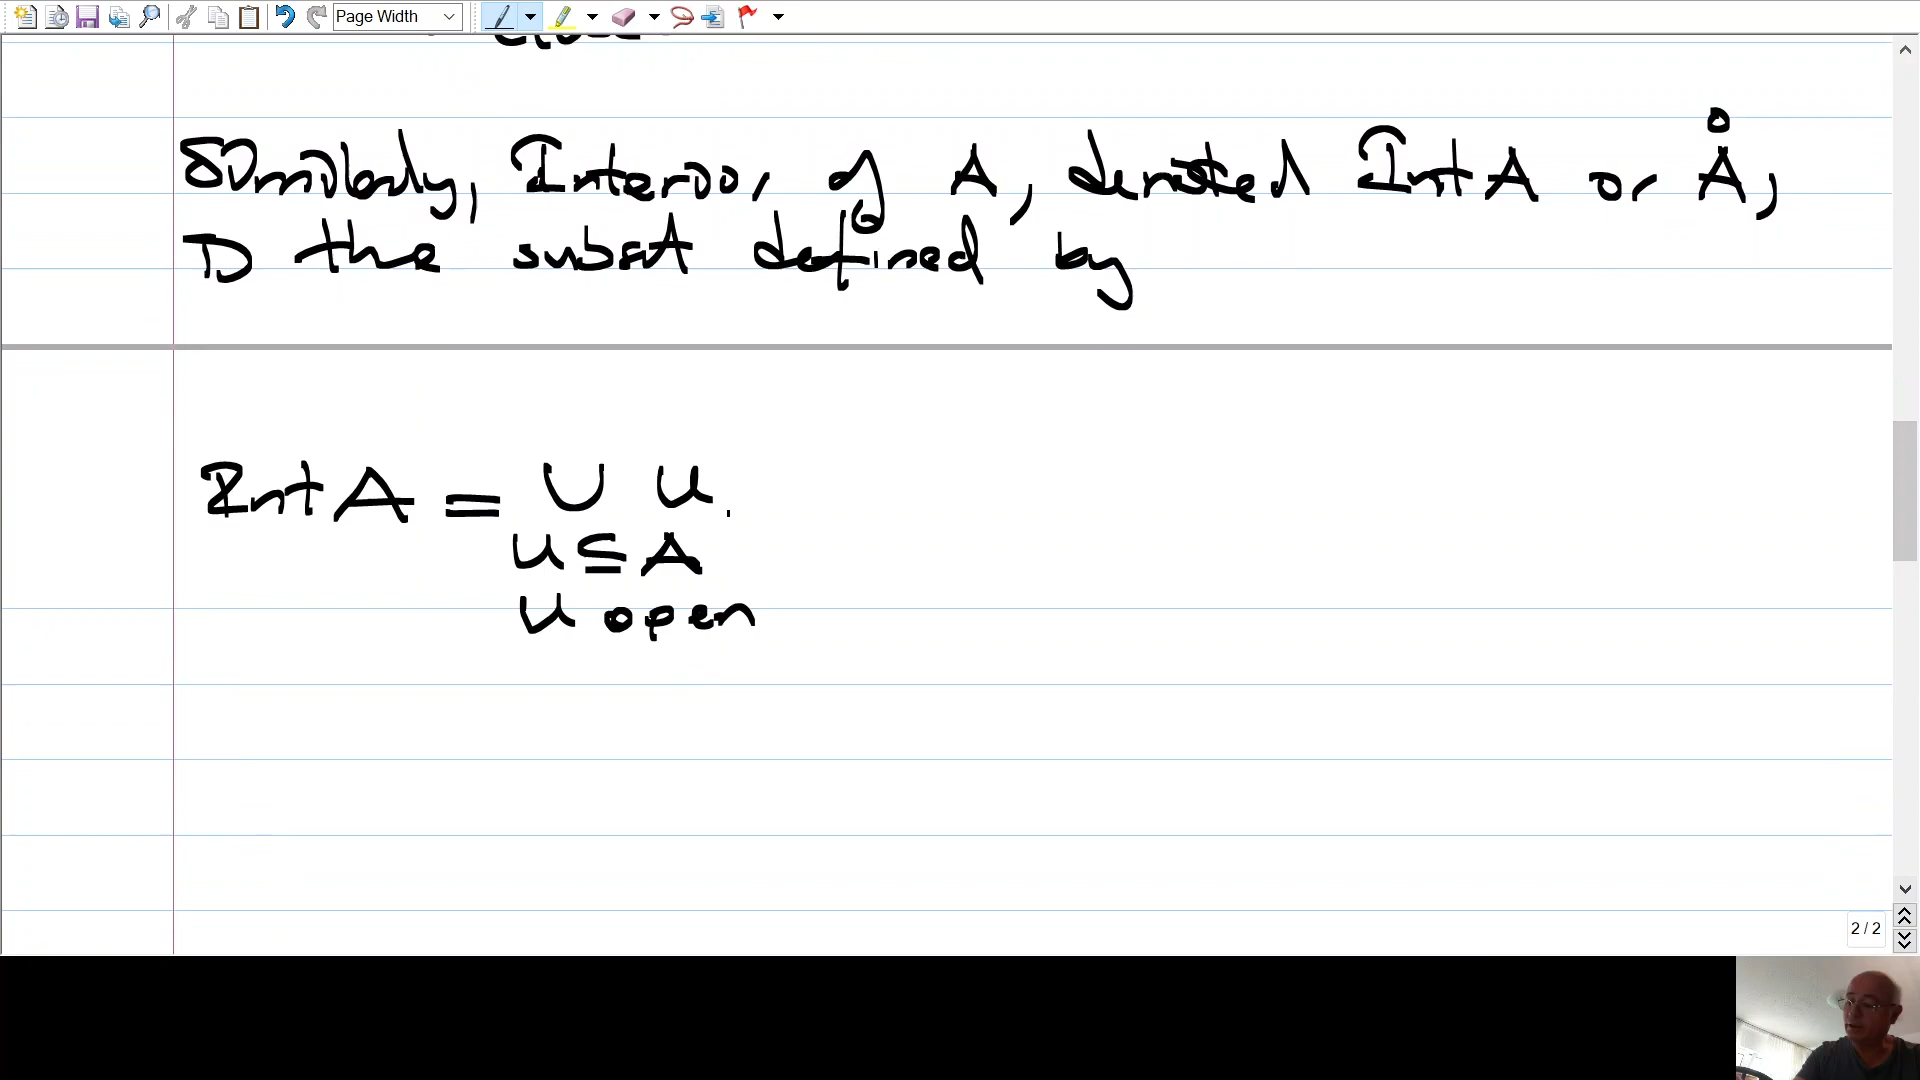 Page Width
Similarly, Interior of A, denoted Int A or Å,
is the subset defined by
Int A = ∪ U.
U ⊆ A
U open
2 / 2